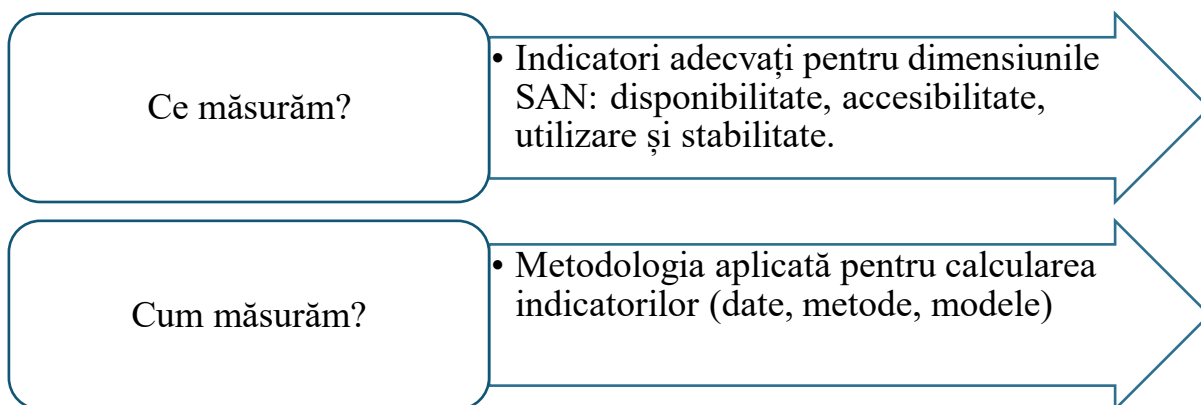 Ce măsurăm?
• Indicatori adecvați pentru dimensiunile
SAN: disponibilitate, accesibilitate,
utilizare și stabilitate.
Cum măsurăm?
• Metodologia aplicată pentru calcularea
indicatorilor (date, metode, modele)